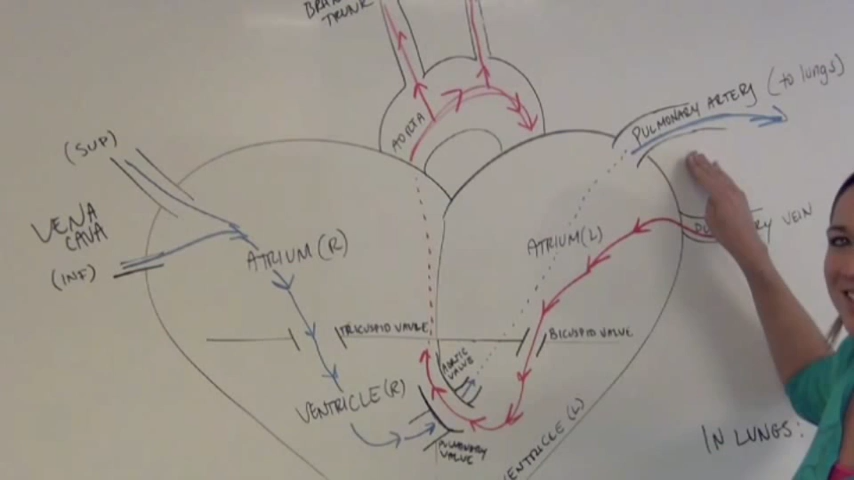 TRUNK
AORTA
PULMONARY ARTERY (to lungs)
(SUP)
VENA
CAVA
(INF)
ATRIUM (R)
ATRIUM (L)
VEIN
TRICUSPID VALVE
BICUSPID VALVE
AORTIC
VALVE
VENTRICLE (R)
PULMONARY
VALVE
VENTRICLE (L)
IN LUNGS: